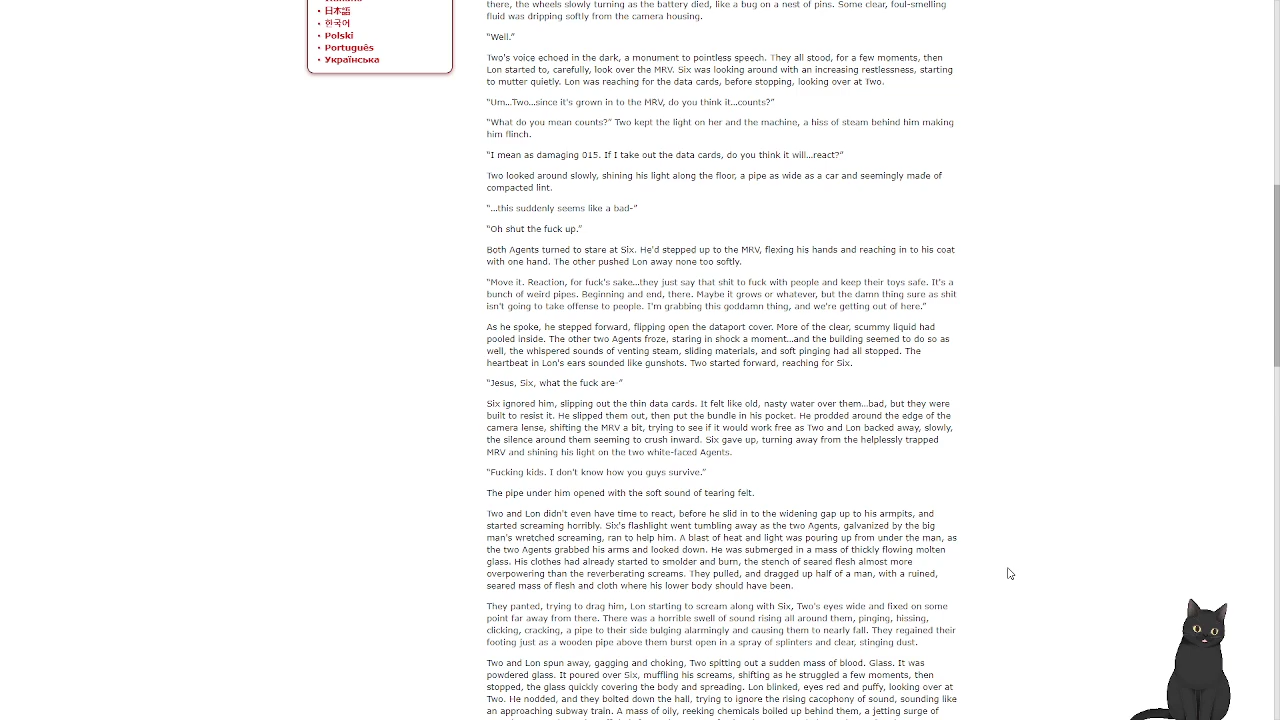 日本語
한국어
Polski
Português
Українська
there, the wheels slowly turning as the battery died, like a bug on a nest of pins. Some clear, foul-smelling
fluid was dripping softly from the camera housing.
“Well.”
Two's voice echoed in the dark, a monument to pointless speech. They all stood, for a few moments, then
Lon started to, carefully, look over the MRV. Six was looking around with an increasing restlessness, starting
to mutter quietly. Lon was reaching for the data cards, before stopping, looking over at Two.
“Um…Two…since it's grown in to the MRV, do you think it…counts?”
“What do you mean counts?” Two kept the light on her and the machine, a hiss of steam behind him making
him flinch.
“I mean as damaging 015. If I take out the data cards, do you think it will…react?”
Two looked around slowly, shining his light along the floor, a pipe as wide as a car and seemingly made of
compacted lint.
“…this suddenly seems like a bad-”
“Oh shut the fuck up.”
Both Agents turned to stare at Six. He'd stepped up to the MRV, flexing his hands and reaching in to his coat
with one hand. The other pushed Lon away none too softly.
“Move it. Reaction, for fuck's sake…they just say that shit to fuck with people and keep their toys safe. It's a
bunch of weird pipes. Beginning and end, there. Maybe it grows or whatever, but the damn thing sure as shit
isn't going to take offense to people. I'm grabbing this goddamn thing, and we're getting out of here.”
As he spoke, he stepped forward, flipping open the dataport cover. More of the clear, scummy liquid had
pooled inside. The other two Agents froze, staring in shock a moment…and the building seemed to do so as
well, the whispered sounds of venting steam, sliding materials, and soft pinging had all stopped. The
heartbeat in Lon's ears sounded like gunshots. Two started forward, reaching for Six.
“Jesus, Six, what the fuck are-”
Six ignored him, slipping out the thin data cards. It felt like old, nasty water over them…bad, but they were
built to resist it. He slipped them out, then put the bundle in his pocket. He prodded around the edge of the
camera lense, shifting the MRV a bit, trying to see if it would work free as Two and Lon backed away, slowly,
the silence around them seeming to crush inward. Six gave up, turning away from the helplessly trapped
MRV and shining his light on the two white-faced Agents.
“Fucking kids. I don't know how you guys survive.”
The pipe under him opened with the soft sound of tearing felt.
Two and Lon didn't even have time to react, before he slid in to the widening gap up to his armpits, and
started screaming horribly. Six's flashlight went tumbling away as the two Agents, galvanized by the big
man's wretched screaming, ran to help him. A blast of heat and light was pouring up from under the man, as
the two Agents grabbed his arms and looked down. He was submerged in a mass of thickly flowing molten
glass. His clothes had already started to smolder and burn, the stench of seared flesh almost more
overpowering than the reverberating screams. They pulled, and dragged up half of a man, with a ruined,
seared mass of flesh and cloth where his lower body should have been.
They panted, trying to drag him, Lon starting to scream along with Six, Two's eyes wide and fixed on some
point far away from there. There was a horrible swell of sound rising all around them, pinging, hissing,
clicking, cracking, a pipe to their side bulging alarmingly and causing them to nearly fall. They regained their
footing just as a wooden pipe above them burst open in a spray of splinters and clear, stinging dust.
Two and Lon spun away, gagging and choking, Two spitting out a sudden mass of blood. Glass. It was
powdered glass. It poured over Six, muffling his screams, shifting as he struggled a few moments, then
stopped, the glass quickly covering the body and spreading. Lon blinked, eyes red and puffy, looking over at
Two. He nodded, and they bolted down the hall, trying to ignore the rising cacophony of sound, sounding like
an approaching subway train. A mass of oily, reeking chemicals boiled up behind them, a jetting surge of